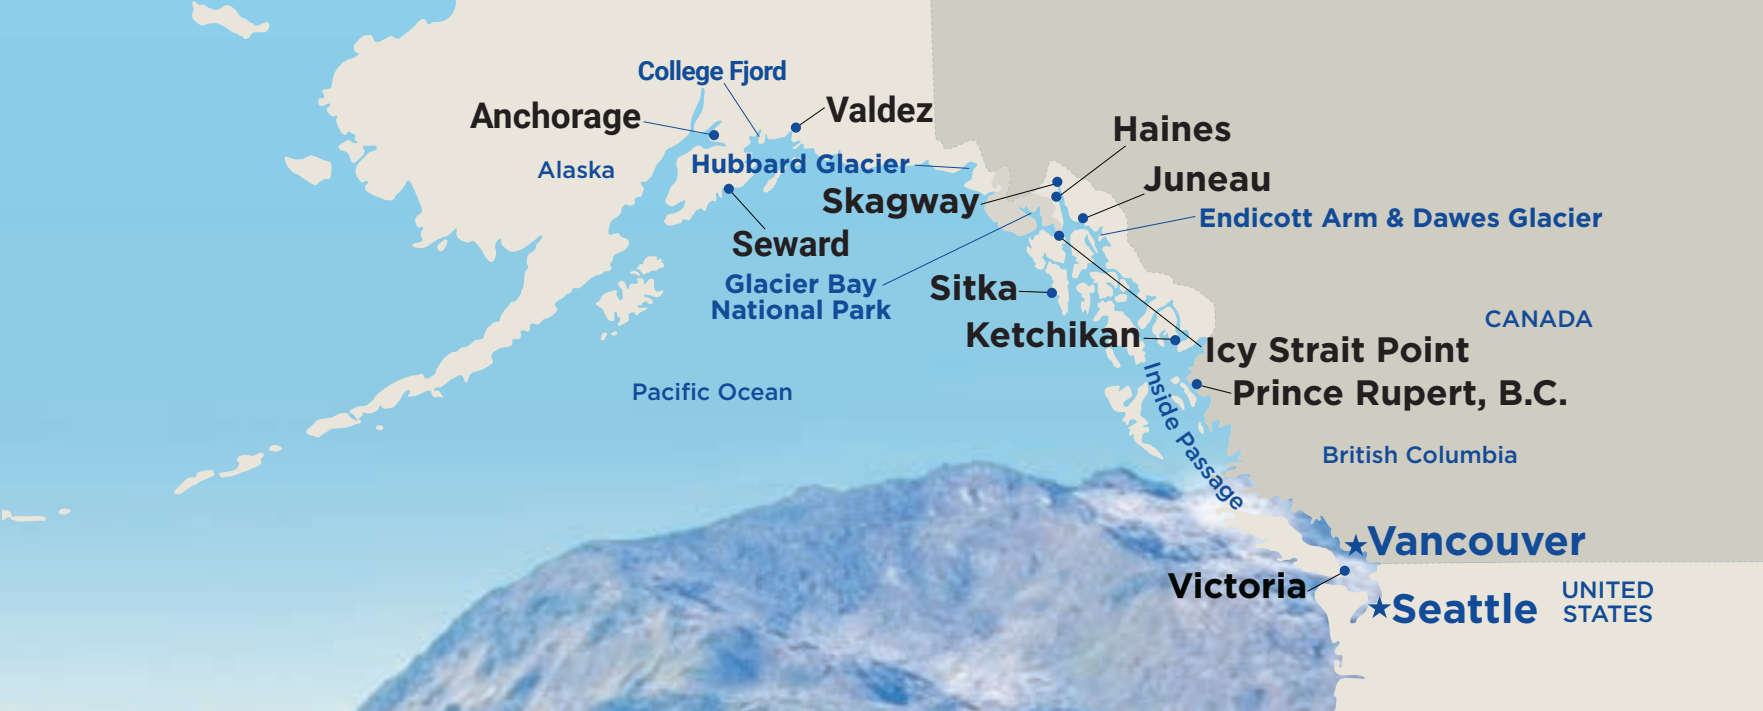 College Fjord
Anchorage
Valdez
Haines
Alaska
Hubbard Glacier
Juneau
Skagway
Endicott Arm & Dawes Glacier
Seward
Glacier Bay
National Park
Sitka
CANADA
Ketchikan
Icy Strait Point
Pacific Ocean
Inside Passage
Prince Rupert, B.C.
British Columbia
Vancouver
Victoria
UNITED
STATES
Seattle